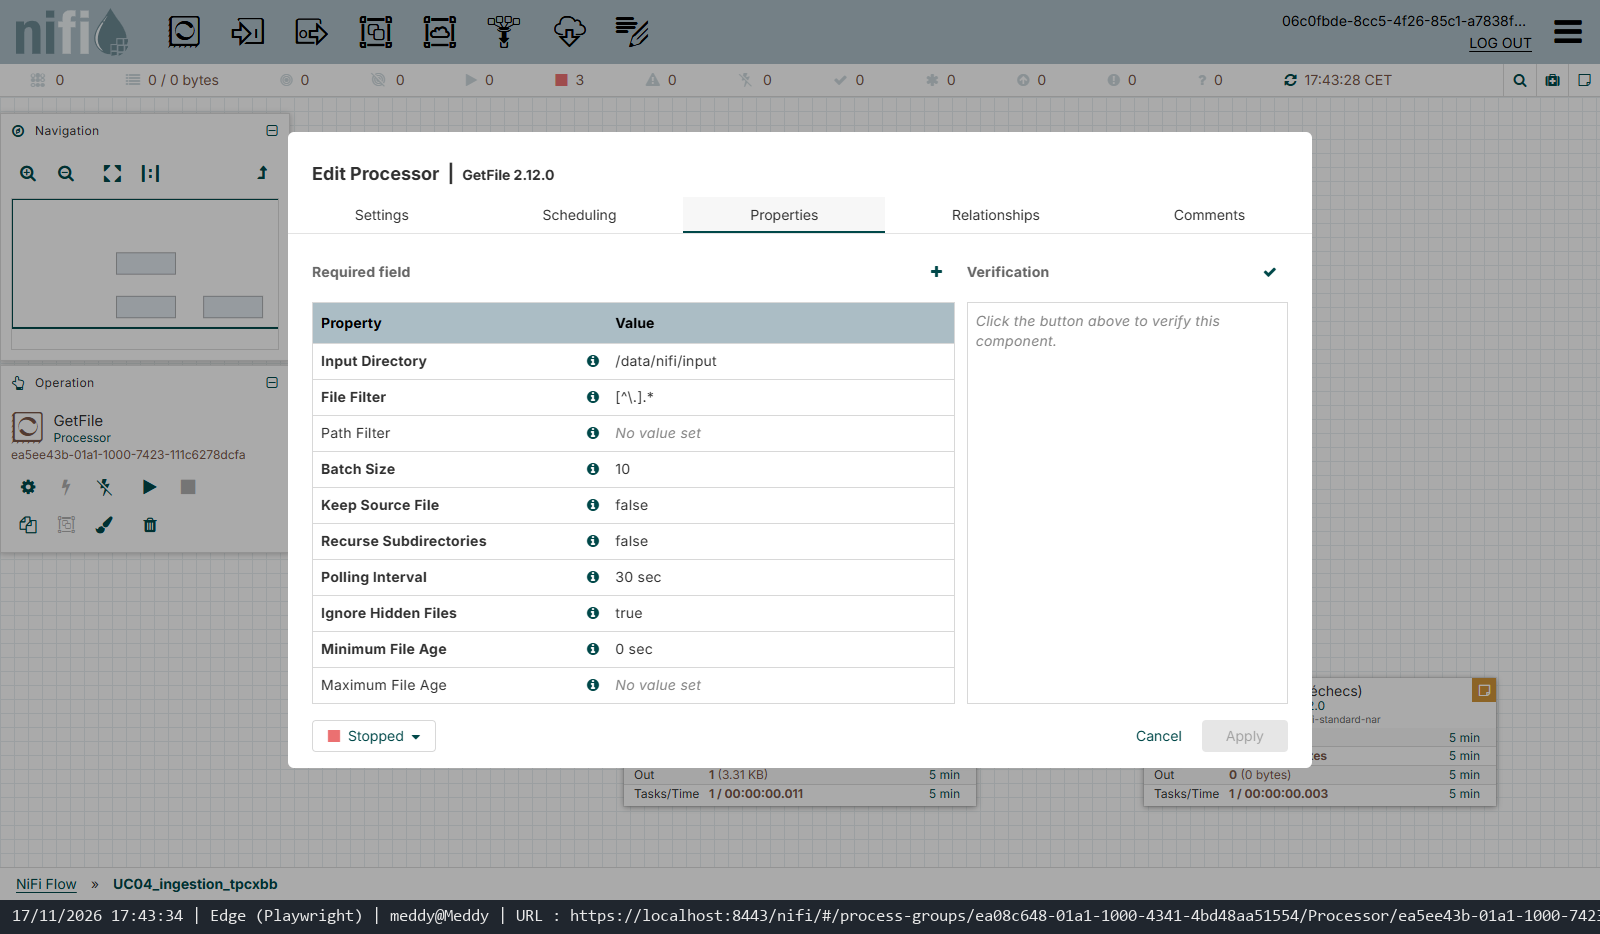 nifi
06c0fbde-8cc5-4f26-85c1-a7838f...
LOG OUT
0
0 / 0 bytes
0
0
0
3
0
0
0
0
0
0
0
17:43:28 CET
Navigation
Operation
GetFile
Processor
ea5ee43b-01a1-1000-7423-111c6278dcfa
Edit Processor | GetFile 2.12.0
Settings
Scheduling
Properties
Relationships
Comments
Required field
Property Value
Input Directory /data/nifi/input
File Filter [^\.].*
Path Filter No value set
Batch Size 10
Keep Source File false
Recurse Subdirectories false
Polling Interval 30 sec
Ignore Hidden Files true
Minimum File Age 0 sec
Maximum File Age No value set
Verification
Click the button above to verify this
component.
Stopped
Cancel
Apply
Out 1 (3.31 KB) 5 min
Tasks/Time 1 / 00:00:00.011 5 min
échecs)
2.0
i-standard-nar
5 min
es 5 min
Out 0 (0 bytes) 5 min
Tasks/Time 1 / 00:00:00.003 5 min
NiFi Flow » UC04_ingestion_tpcxbb
17/11/2026 17:43:34 | Edge (Playwright) | meddy@Meddy | URL : https://localhost:8443/nifi/#/process-groups/ea08c648-01a1-1000-4341-4bd48aa51554/Processor/ea5ee43b-01a1-1000-7423